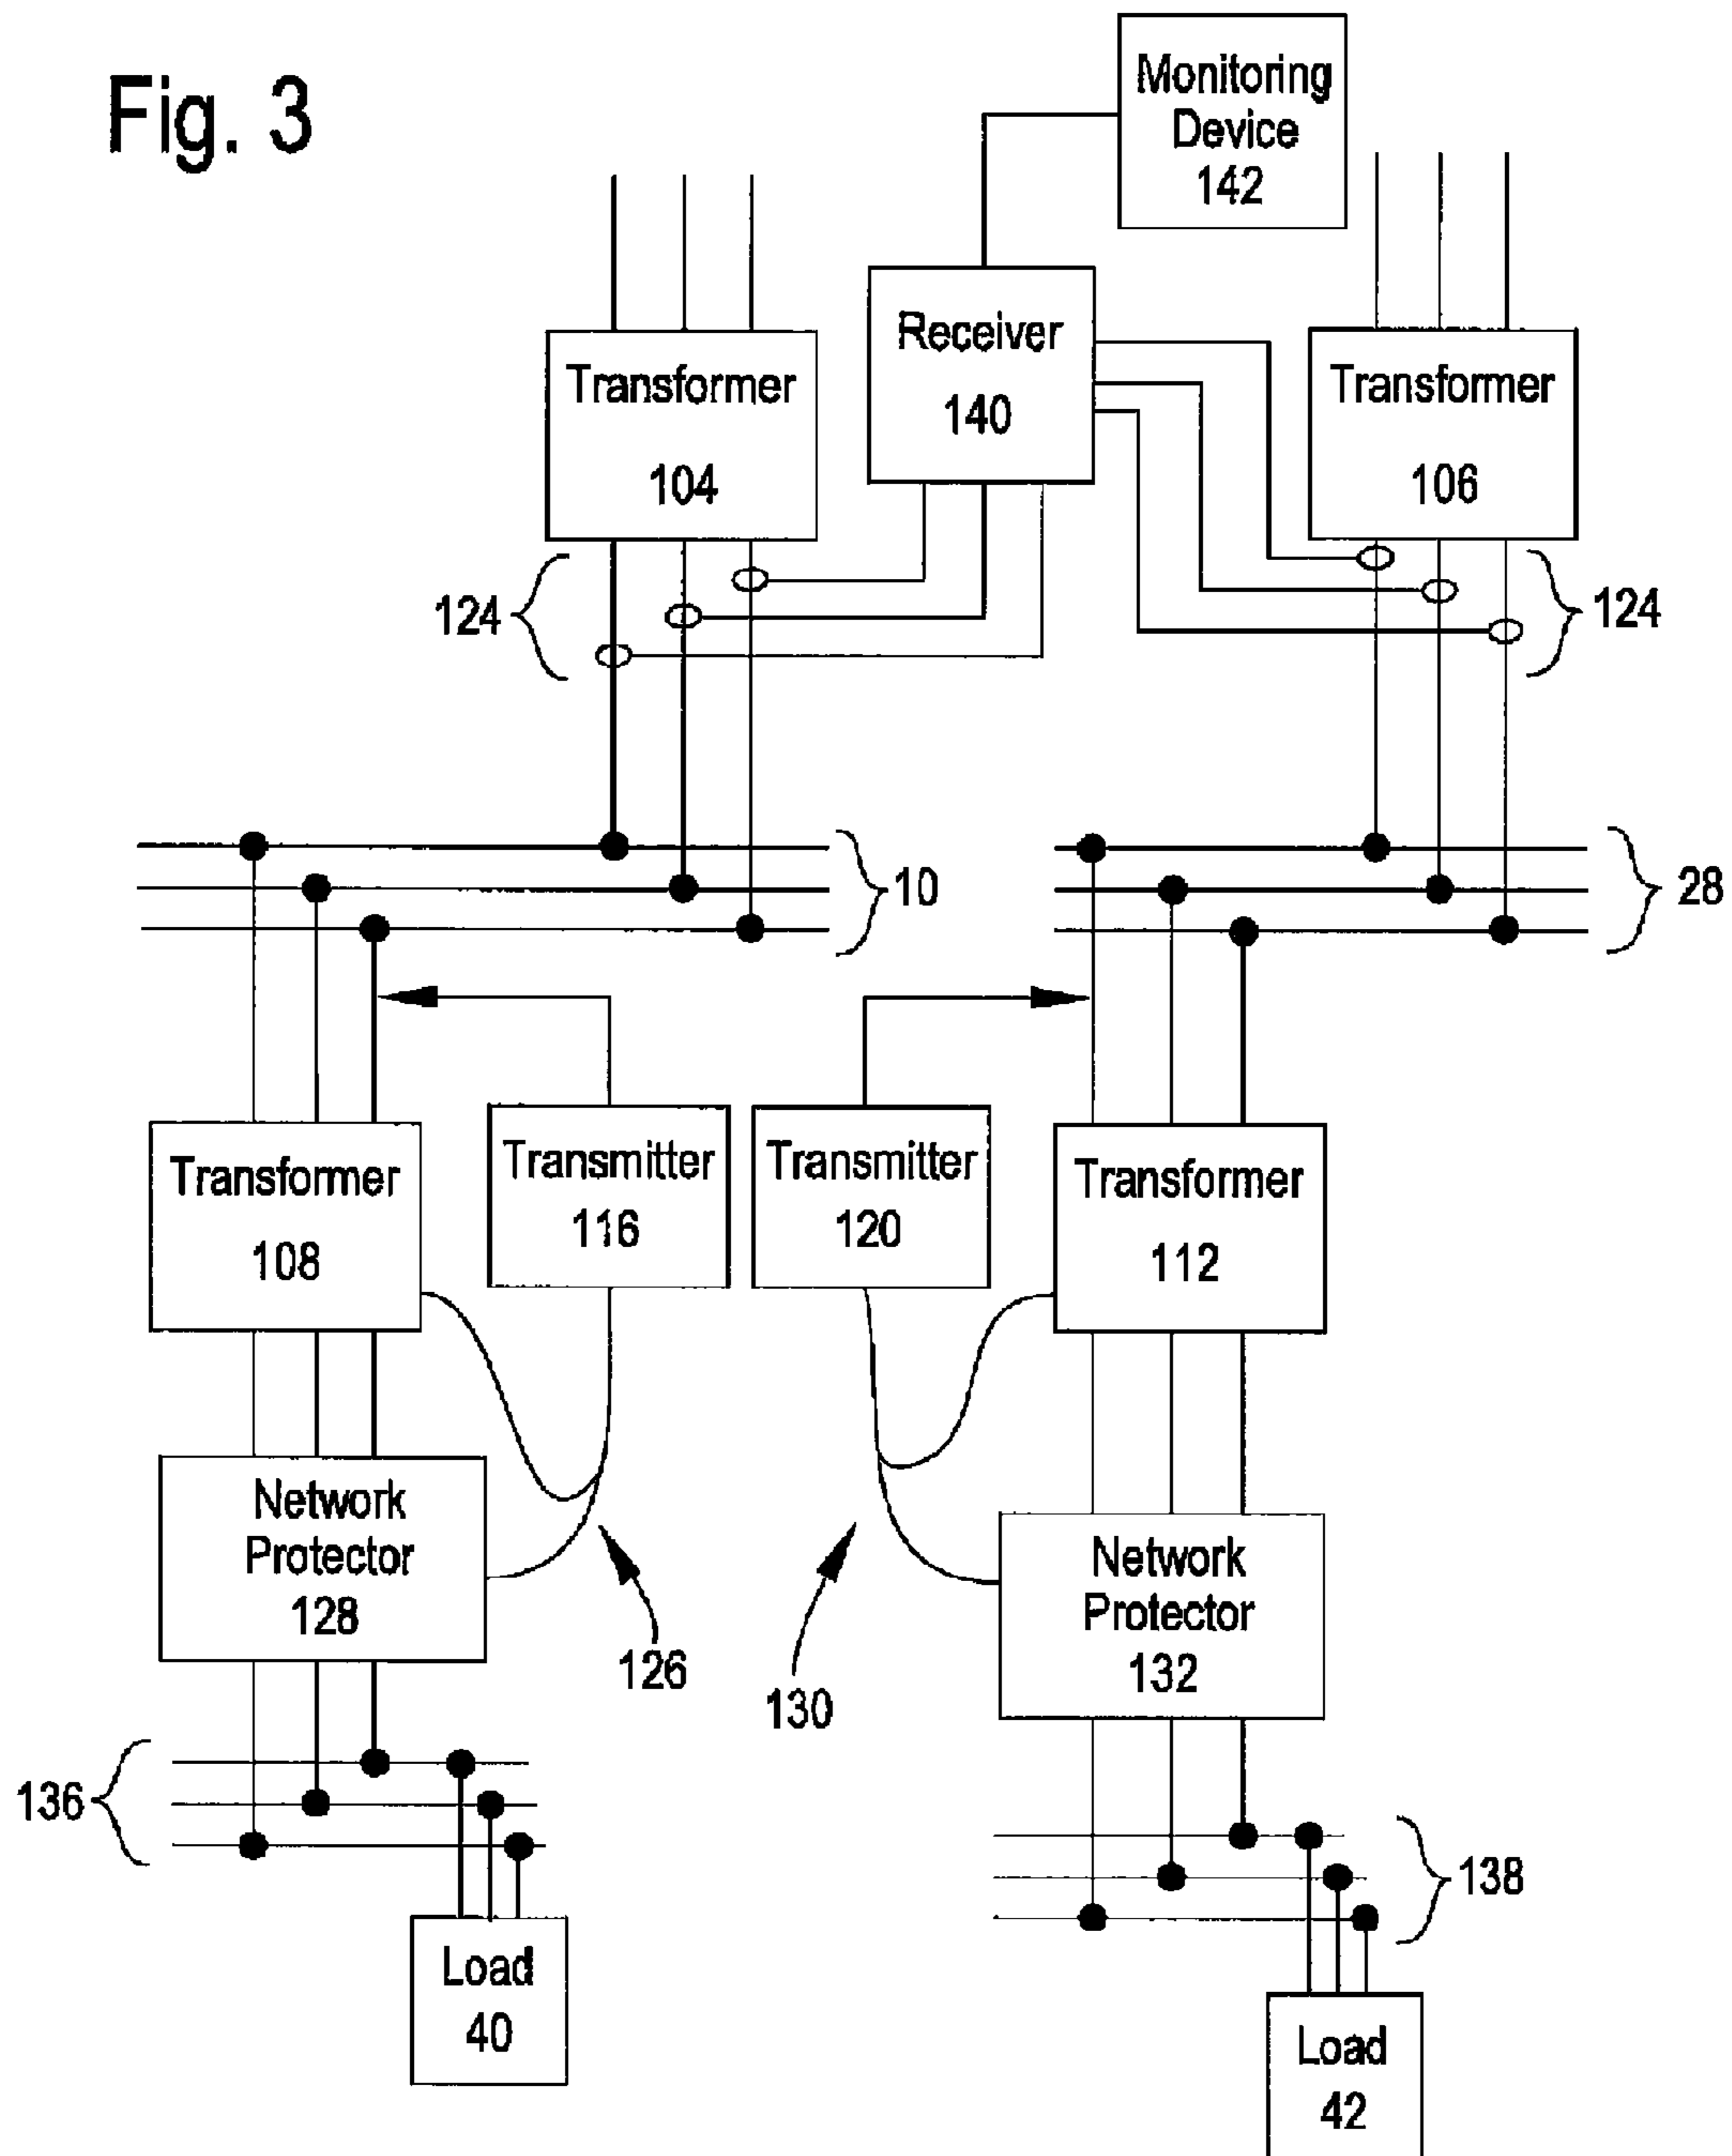 Fig. 3
Monitoring
Device
142
Transformer
104
Receiver
140
Transformer
106
124
124
10
28
Transformer
108
Transmitter
116
Transmitter
120
Transformer
112
Network
Protector
128
Network
Protector
132
126
130
136
138
Load
40
Load
42